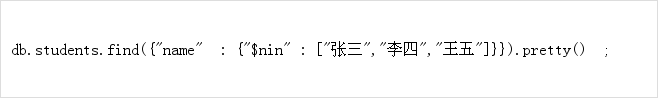 db.students.find({"name"  : {"$nin" : ["张三","李四","王五"]}}).pretty()  ;